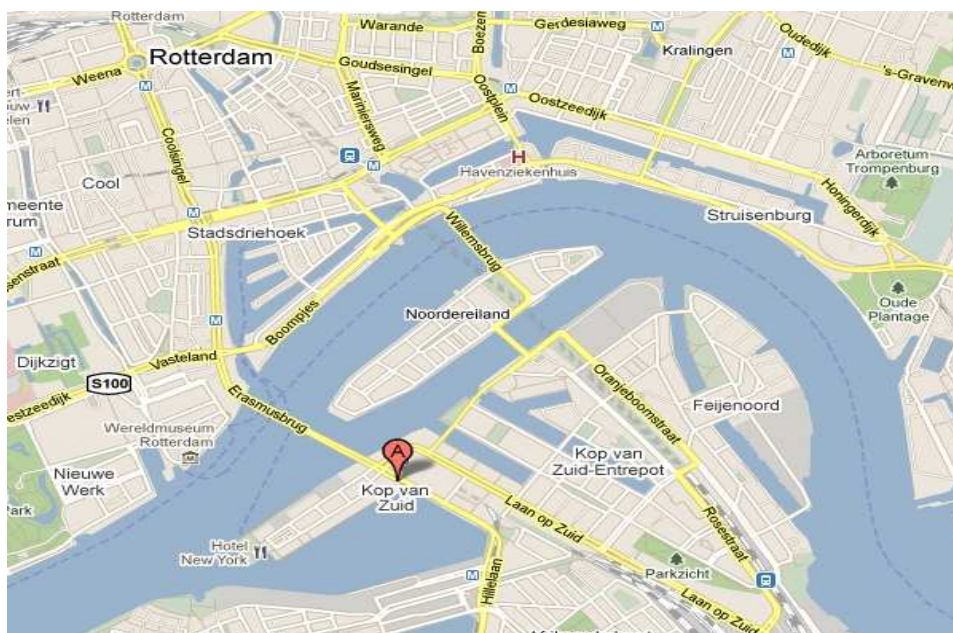 Rotterdam
Warande
Gerdesiaweg
Boezem
Oudedijk
Kralingen
Rotterdam
Goudsesingel
Weena
's-Gravenw
Oostplein
Oostzeedijk
Mariniersweg
Coolsingel
H
Havenziekenhuis
Arboretum
Trompenburg
Cool
Honingerdijk
Struisenburg
Stadsdriehoek
Willemsbrug
Oude
Plantage
Noordereiland
Boompjes
Vasteland
Dijkzigt
S100
Oranjeboomstraat
Feijenoord
Erasmusbrug
Wereldmuseum
Rotterdam
A
Kop van
Zuid-Entrepot
Nieuwe
Werk
Kop van
Zuid
Laan op Zuid
Rosestraat
Park
Hotel
New York
Hillelaan
Parkzicht
Laan op Zuid
M